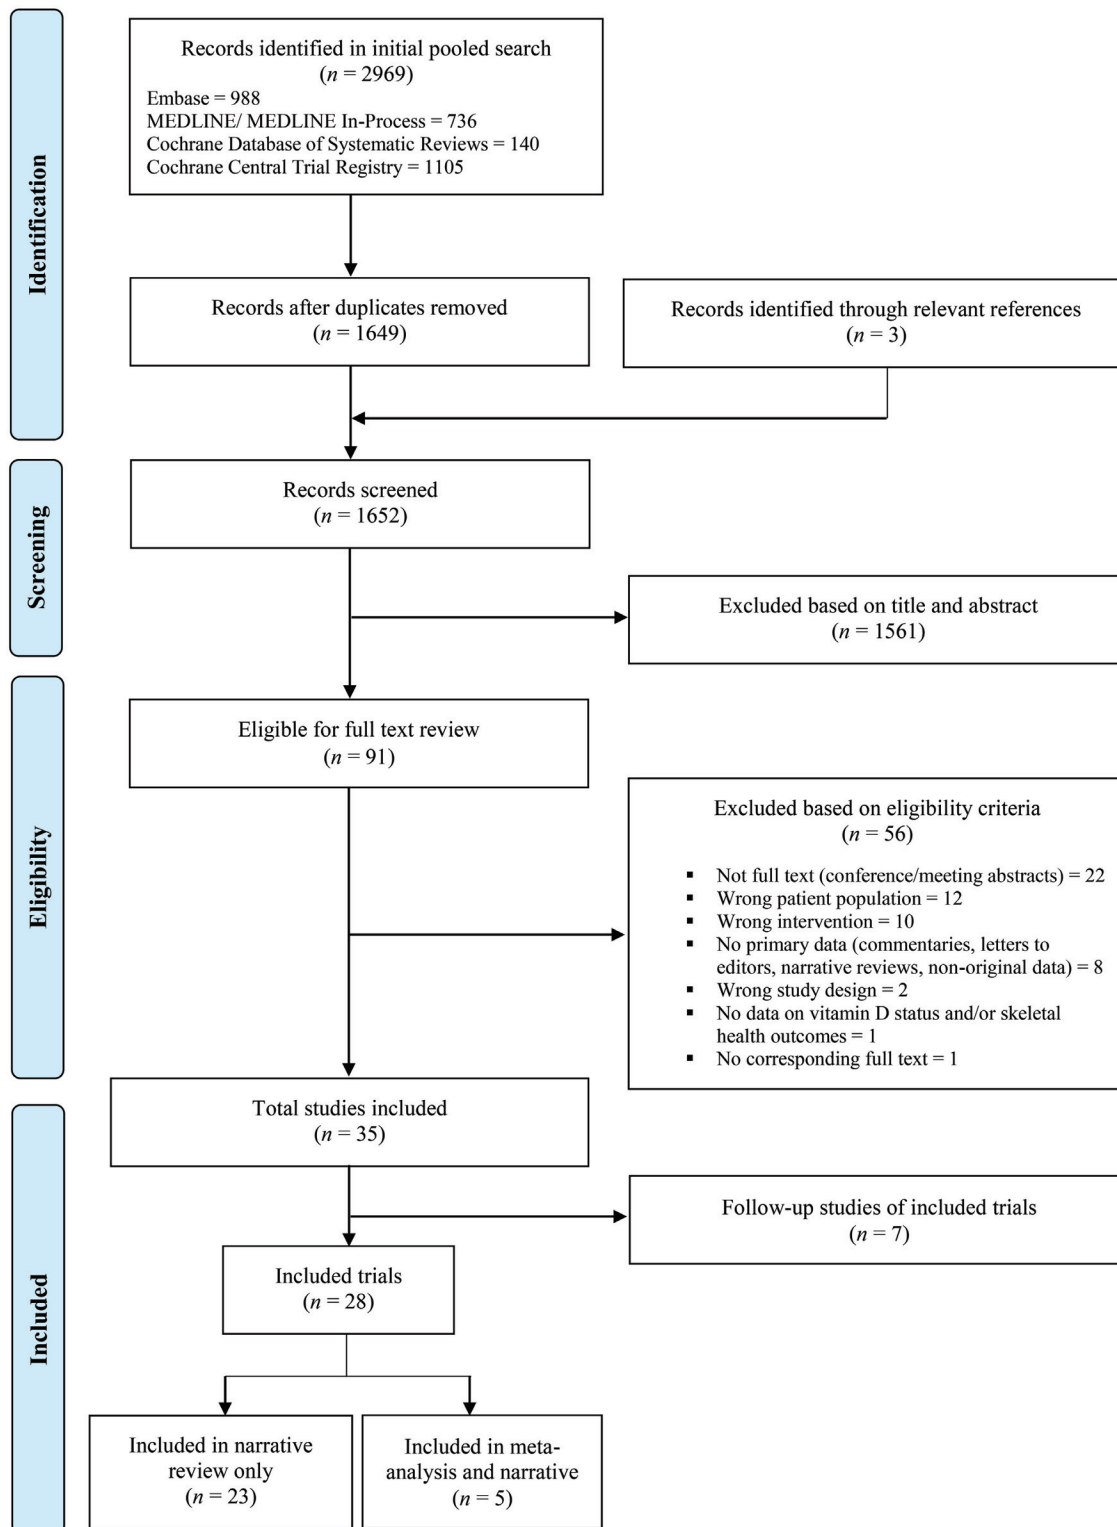 Identification
Records identified in initial pooled search
(n = 2969)
Embase = 988
MEDLINE/ MEDLINE In-Process = 736
Cochrane Database of Systematic Reviews = 140
Cochrane Central Trial Registry = 1105
Records after duplicates removed
(n = 1649)
Records identified through relevant references
(n = 3)
Screening
Records screened
(n = 1652)
Excluded based on title and abstract
(n = 1561)
Eligibility
Eligible for full text review
(n = 91)
Excluded based on eligibility criteria
(n = 56)
▪ Not full text (conference/meeting abstracts) = 22
▪ Wrong patient population = 12
▪ Wrong intervention = 10
▪ No primary data (commentaries, letters to
editors, narrative reviews, non-original data) = 8
▪ Wrong study design = 2
▪ No data on vitamin D status and/or skeletal
health outcomes = 1
▪ No corresponding full text = 1
Included
Total studies included
(n = 35)
Follow-up studies of included trials
(n = 7)
Included trials
(n = 28)
Included in narrative
review only
(n = 23)
Included in meta-
analysis and narrative
(n = 5)